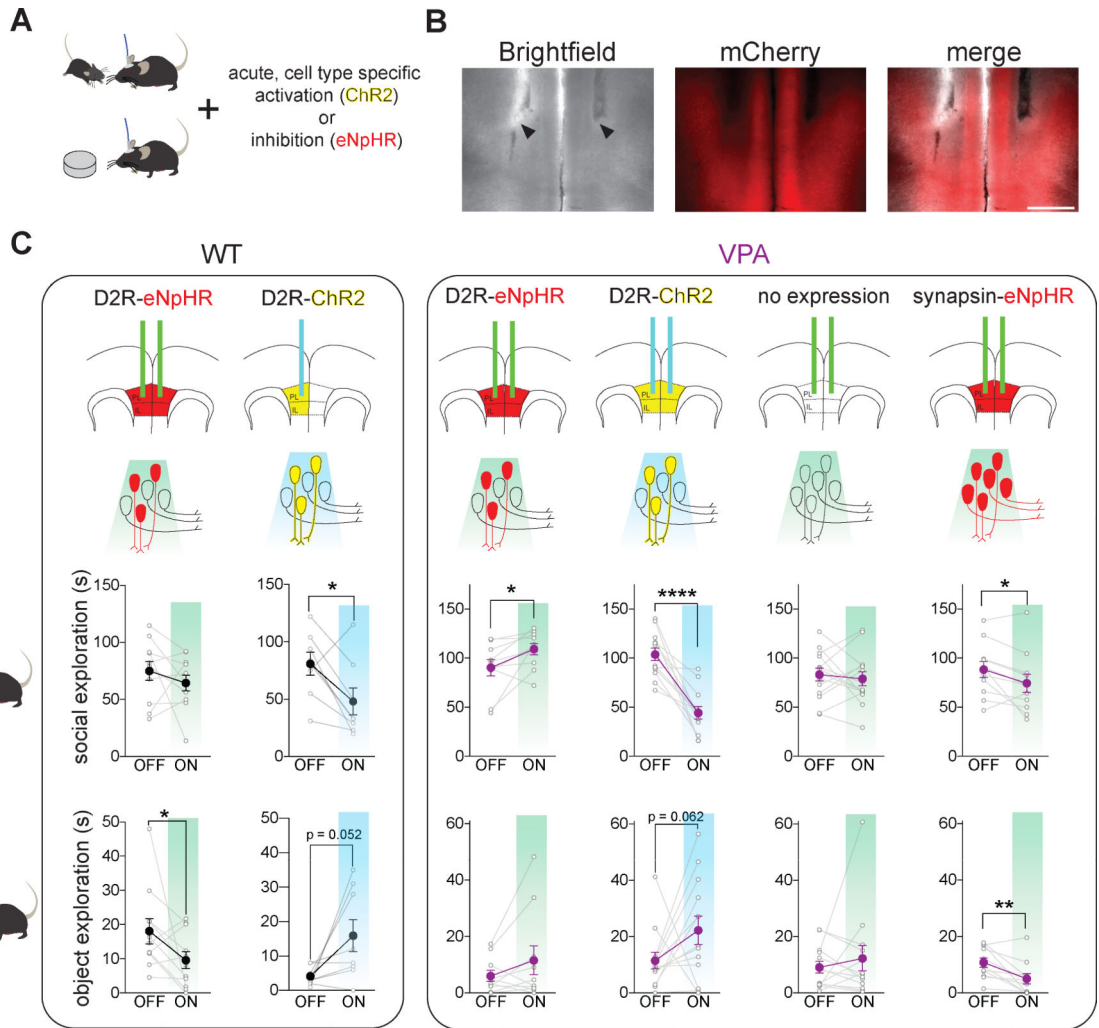 A
acute, cell type specific
activation (ChR2)
or
inhibition (eNpHR)
+
B
Brightfield
mCherry
merge
C
WT
VPA
D2R-eNpHR
D2R-ChR2
D2R-eNpHR
D2R-ChR2
no expression
synapsin-eNpHR
PL
IL
PL
IL
PL
IL
PL
IL
PL
IL
PL
IL
social exploration (s)
150
100
50
0
OFF
ON
*
150
100
50
0
OFF
ON
*
150
100
50
0
OFF
ON
****
150
100
50
0
OFF
ON
150
100
50
0
OFF
ON
*
150
100
50
0
OFF
ON
object exploration (s)
*
50
40
30
20
10
0
OFF
ON
p = 0.052
50
45
40
35
30
25
20
15
10
5
0
OFF
ON
60
40
20
0
OFF
ON
p = 0.062
60
40
20
0
OFF
ON
60
40
20
0
OFF
ON
**
60
40
20
0
OFF
ON